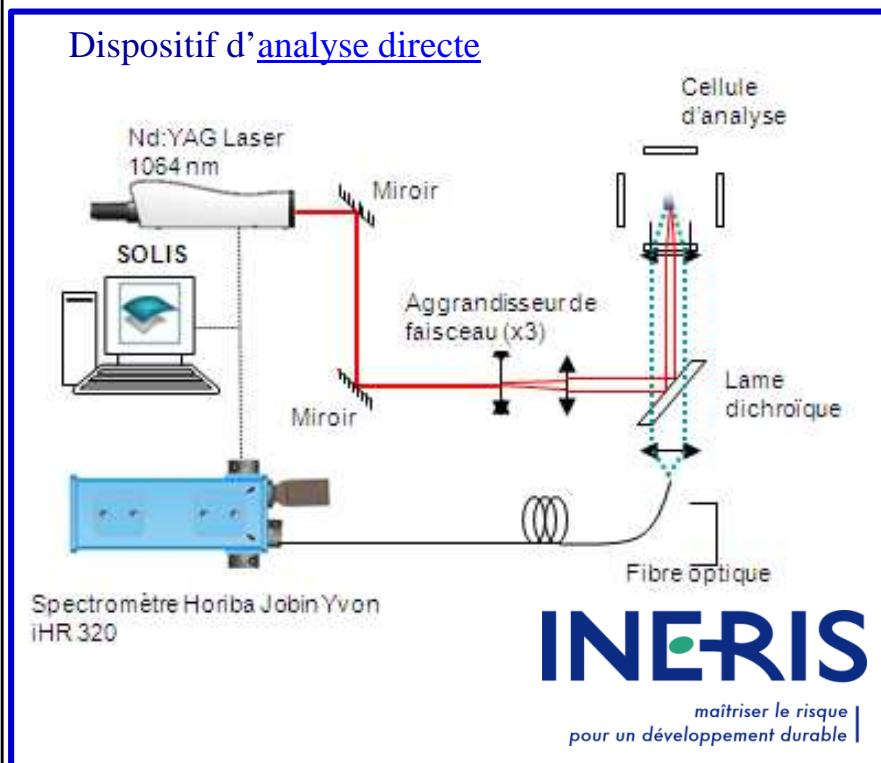 Dispositif d'analyse directe
Cellule
d'analyse
Nd:YAG Laser
1064 nm
Miroir
SOLIS
Aggrandisseur de
faisceau (x3)
Miroir
Lame
dichroïque
Fibre optique
Spectromètre Horiba Jobin Yvon
iHR 320
INERIS
maîtriser le risque
pour un développement durable